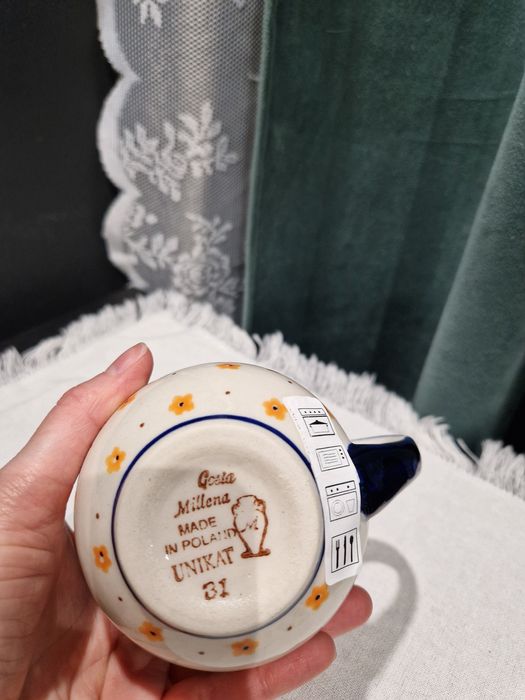 Gosia
Millena
MADE
IN POLAND
UNIKAT
31